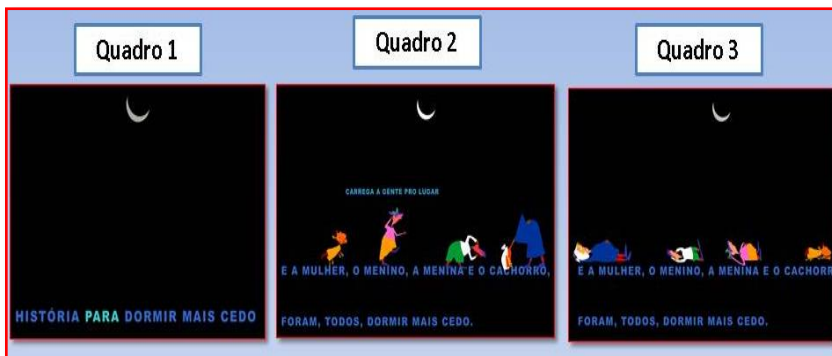 Quadro 1
HISTÓRIA PARA DORMIR MAIS CEDO
Quadro 2
CARREGA A GENTE PRO LUGAR
E A MULHER, O MENINO, A MENINA E O CACHORRO,
FORAM, TODOS, DORMIR MAIS CEDO.
Quadro 3
E A MULHER, O MENINO, A MENINA E O CACHORR
FORAM, TODOS, DORMIR MAIS CEDO.